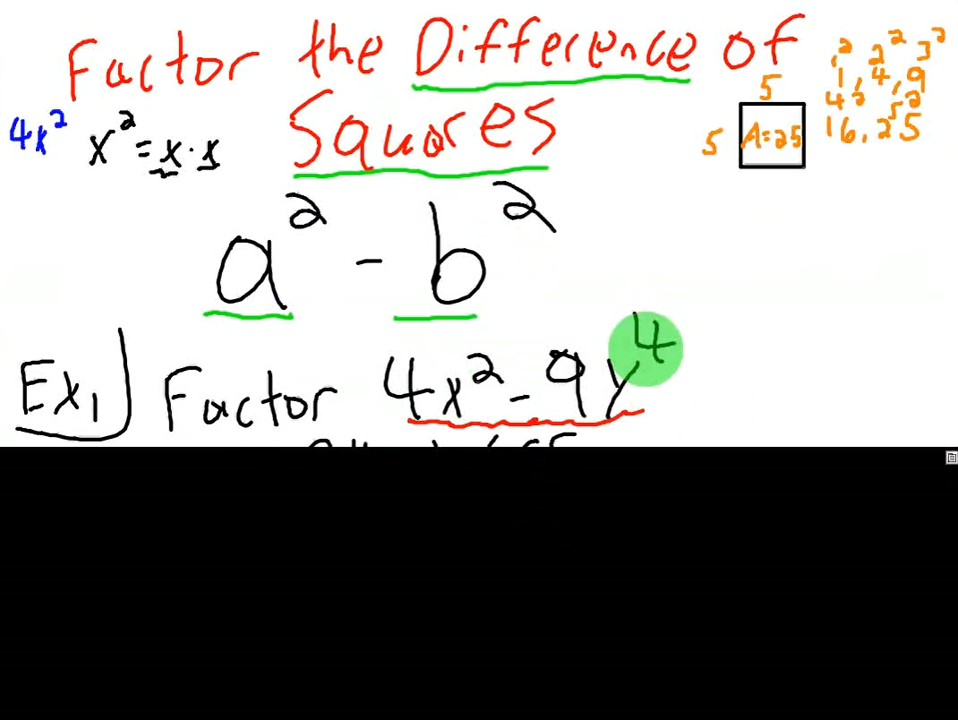 Factor the Difference of
Squares
4x² x² = x · x
5
5 A=25
1², 2², 3²
1, 4, 9
4² 5²
16, 25
a² - b²
Ex1) Factor 4x² - 9y⁴